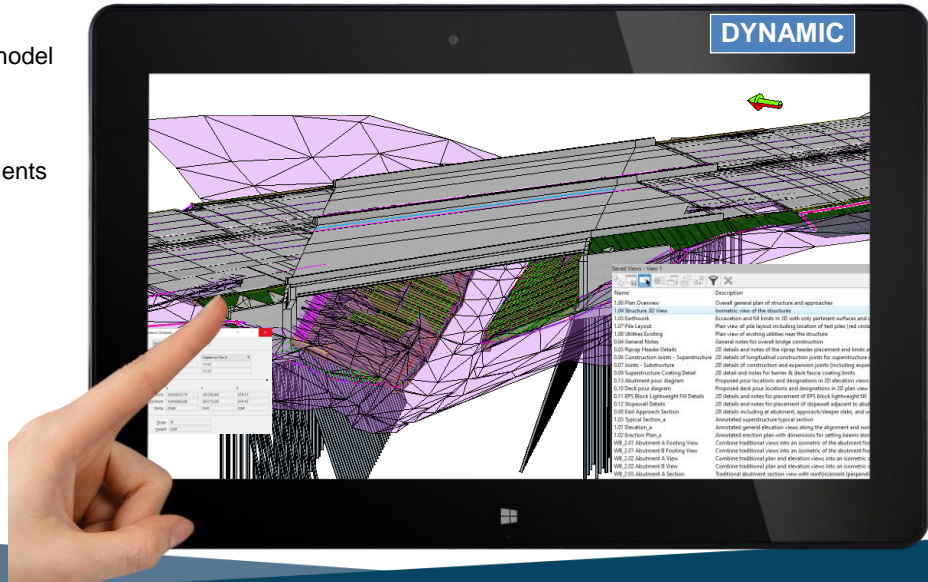 DYNAMIC
model
ments
Saved Views - View 1
Name Description
1.00 Plan Overview Overall general plan of structure and approaches
1.04 Structure 3D View Isometric view of the structures
1.05 Earthwork Excavation and fill limits in 3D with only pertinent surfaces and
1.07 Pile Layout Plan view of pile layout including location of test piles (red circle
1.08 Utilities Existing Plan view of existing utilities near the structure
0.04 General Notes General notes for overall bridge construction
0.05 Riprap Header Details 2D details and notes of the riprap header placement and limits
0.06 Construction Joints - Superstructure 2D details of longitudinal construction joints for superstructure
0.07 Joints - Substructure 2D details of construction and expansion joints (including
0.09 Superstructure Coating Detail 2D detail and notes for barrier & deck fascia coating limits
0.13 Abutment pour diagram Proposed pour locations and designations in 2D elevation views
0.10 Deck pour diagram Proposed deck pour locations and designations in 2D plan view
0.11 EPS Block Lightweight Fill Details 2D details and notes for placement of EPS block lightweight fill
0.12 Slopewall Details 2D details and notes for placement of slopewall adjacent to
0.08 East Approach Section 2D details including at abutment, approach/sleeper slab, and
1.03 Typical Section_a Annotated superstructure typical section
1.01 Elevation_a Annotated general elevation views along the alignment and
1.02 Erection Plan_a Annotated erection plan with dimensions for setting beams
WB_2.01 Abutment A Footing View Combine traditional views into an isometric of the abutment
WB_2.01 Abutment B Footing View Combine traditional views into an isometric of the abutment
WB_2.02 Abutment A View Combine traditional plan and elevation views into an isometric
WB_2.02 Abutment B View Combine traditional plan and elevation views into an isometric
WB_2.03 Abutment A Section Traditional abutment section view with reinforcement